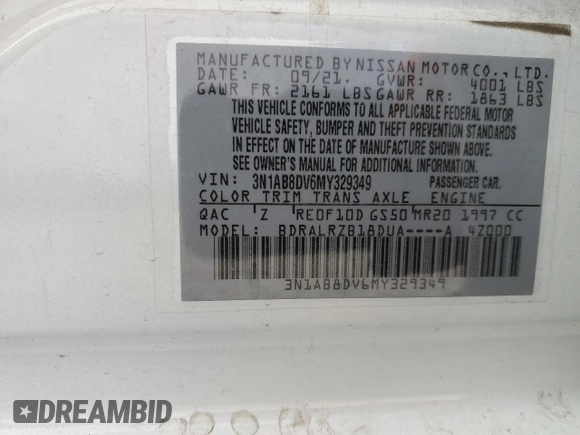 MANUFACTURED BY NISSAN MOTOR CO., LTD.
DATE: 09/21. GVWR: 4001 LBS
GAWR FR: 2161 LBS GAWR RR: 1863 LBS
THIS VEHICLE CONFORMS TO ALL APPLICABLE FEDERAL MOTOR
VEHICLE SAFETY, BUMPER AND THEFT PREVENTION STANDARDS
IN EFFECT ON THE DATE OF MANUFACTURE SHOWN ABOVE.
SEE OWNER'S MANUAL FOR ADDITIONAL INFORMATION.
VIN: 3N1AB8DV6MY329349 PASSENGER CAR.
COLOR TRIM TRANS AXLE ENGINE
QAC Z RE0F10D GS50 MR20 1997 CC
MODEL: BDRALRZB18DUA----A 4Z000
3N1AB8DV6MY329349
DREAMBID